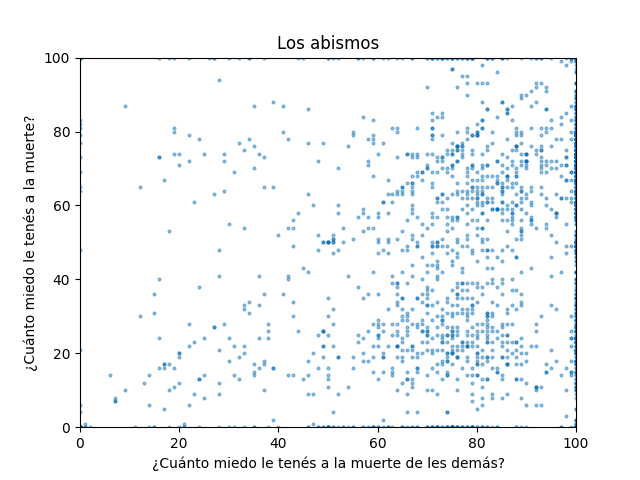 Los abismos
100
80
60
40
20
0
¿Cuánto miedo le tenés a la muerte?
0 20 40 60 80 100
¿Cuánto miedo le tenés a la muerte de les demás?